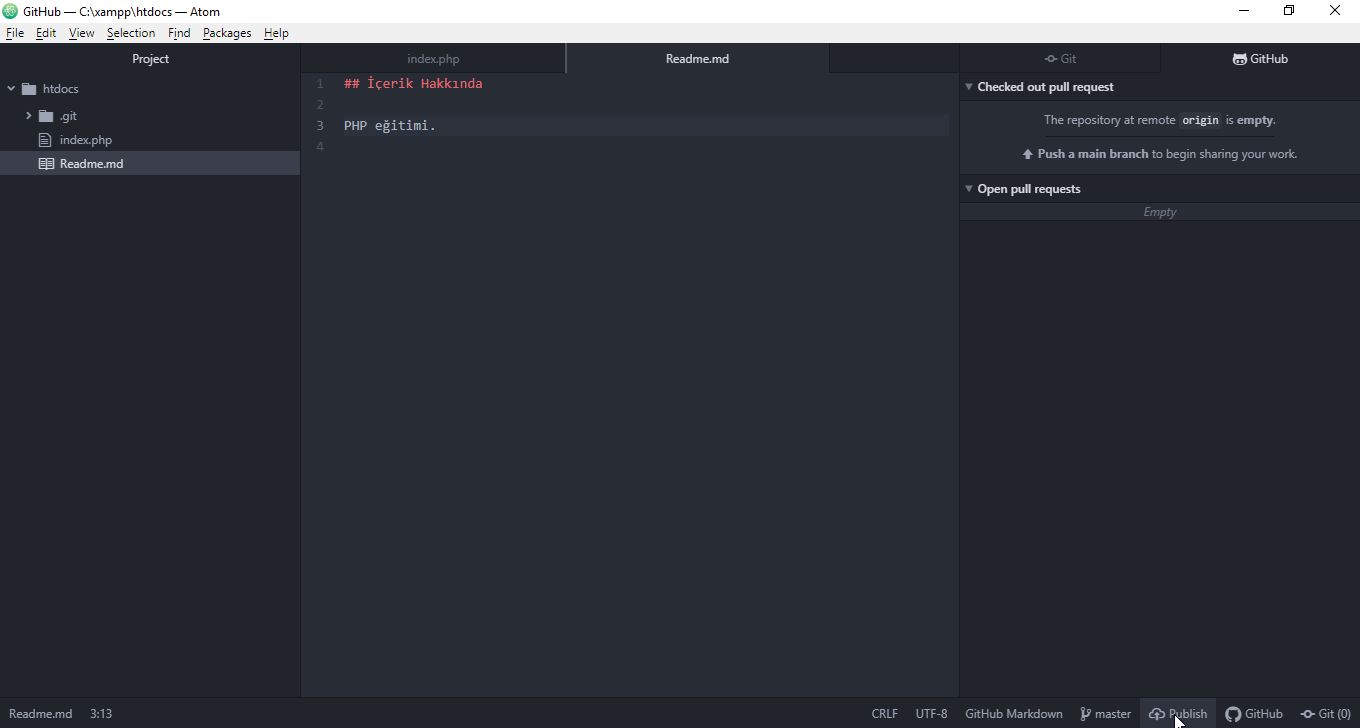 GitHub — C:\xampp\htdocs — Atom
File Edit View Selection Find Packages Help
Project
index.php
Readme.md
Git
GitHub
htdocs
.git
index.php
Readme.md
1 ## İçerik Hakkında
2
3 PHP eğitimi.
4
Checked out pull request
The repository at remote origin is empty.
Push a main branch to begin sharing your work.
Open pull requests
Empty
Readme.md 3:13
CRLF UTF-8 GitHub Markdown master Publish GitHub Git (0)